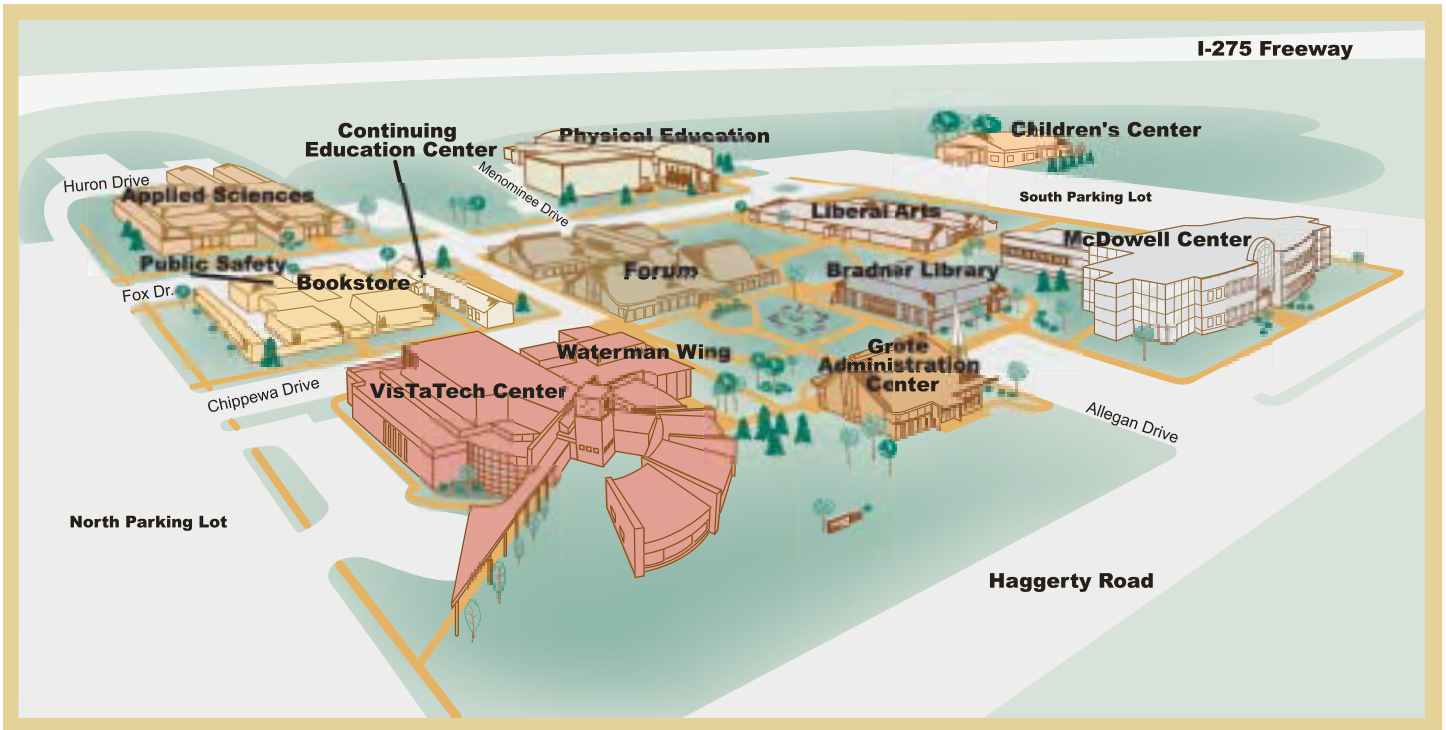 I-275 Freeway
Continuing
Education Center
Physical Education
Children's Center
Menominee Drive
Huron Drive
Applied Sciences
South Parking Lot
Liberal Arts
McDowell Center
Public Safety
Bookstore
Forum
Bradner Library
Fox Dr.
Waterman Wing
Grote
Administration
Center
VisTaTech Center
Chippewa Drive
Allegan Drive
North Parking Lot
Haggerty Road